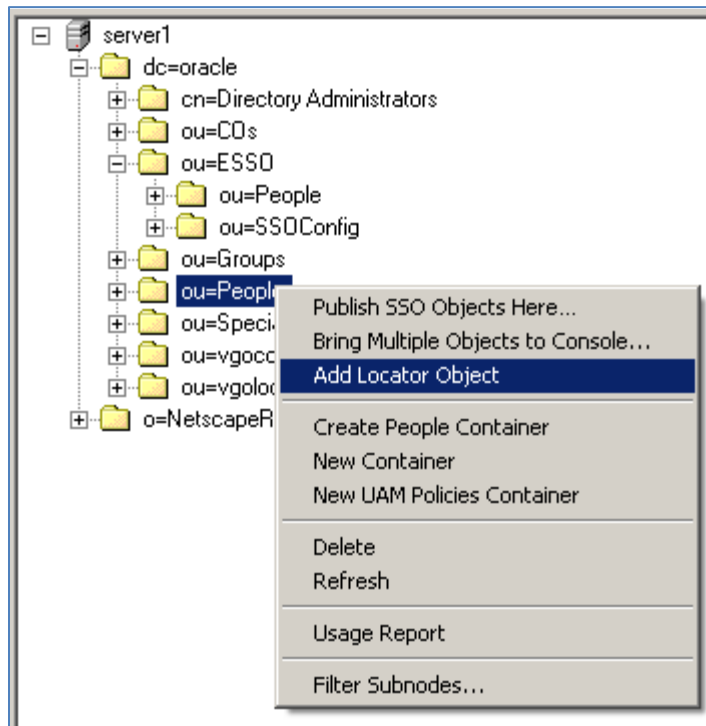 server1
dc=oracle
cn=Directory Administrators
ou=COs
ou=ESSO
ou=People
ou=SSOConfig
ou=Groups
ou=People
ou=Speci
ou=vgoco
ou=vgoloc
o=NetscapeR
Publish SSO Objects Here...
Bring Multiple Objects to Console...
Add Locator Object
Create People Container
New Container
New UAM Policies Container
Delete
Refresh
Usage Report
Filter Subnodes...